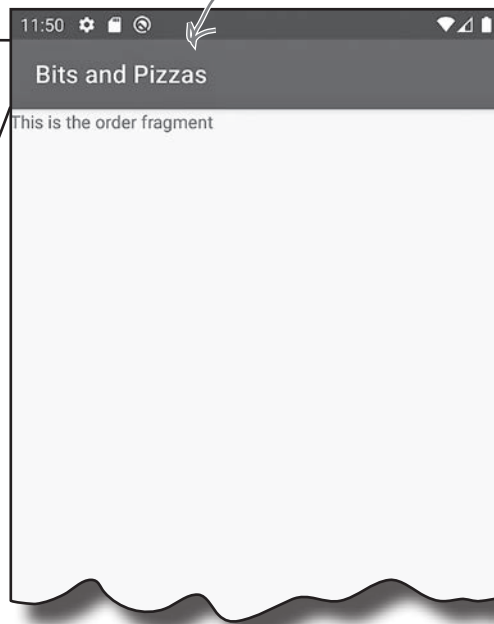 11:50
Bits and Pizzas
This is the order fragment